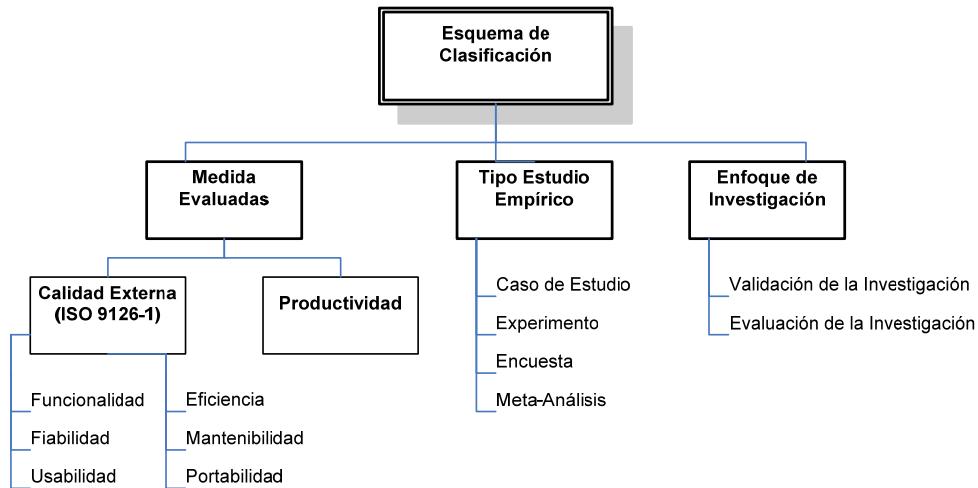 Esquema de
Clasificación
Medida
Evaluadas
Tipo Estudio
Empírico
Enfoque de
Investigación
Calidad Externa
(ISO 9126-1)
Productividad
Funcionalidad
Fiabilidad
Usabilidad
Eficiencia
Mantenibilidad
Portabilidad
Caso de Estudio
Experimento
Encuesta
Meta-Análisis
Validación de la Investigación
Evaluación de la Investigación